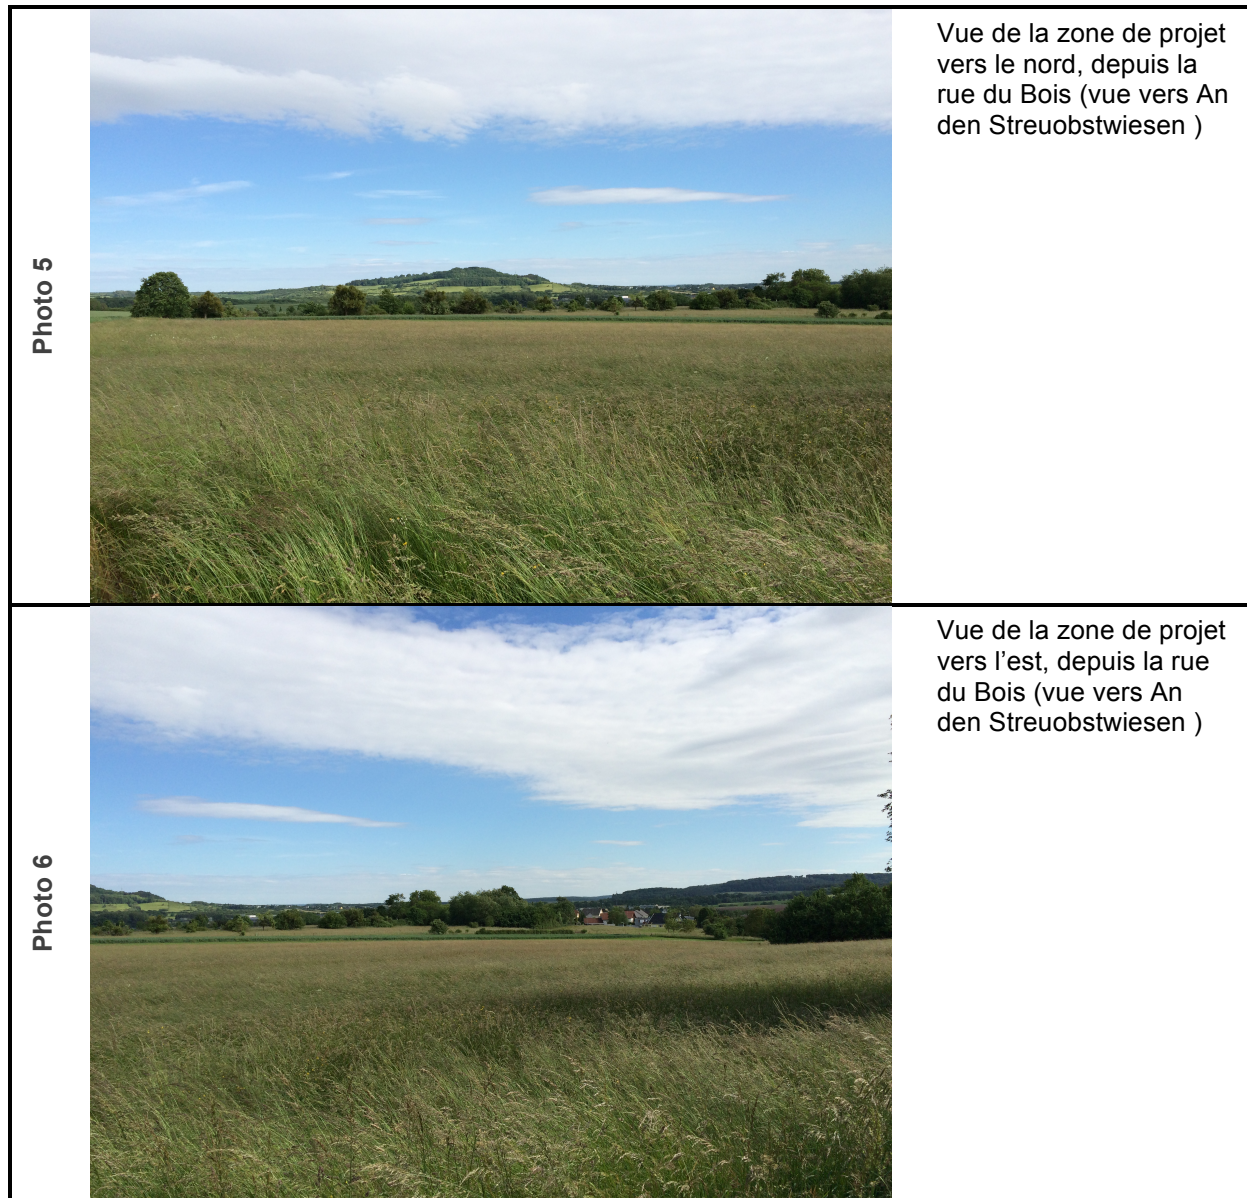 Photo 5
Vue de la zone de projet
vers le nord, depuis la
rue du Bois (vue vers An
den Streuobstwiesen )
Photo 6
Vue de la zone de projet
vers l’est, depuis la rue
du Bois (vue vers An
den Streuobstwiesen )